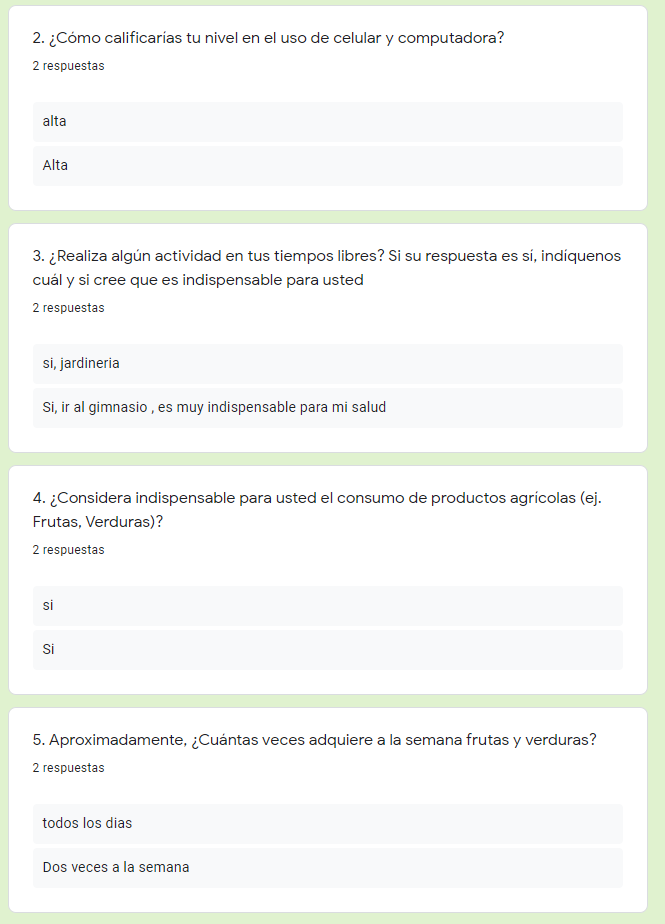 2. ¿Cómo calificarías tu nivel en el uso de celular y computadora?
2 respuestas
alta
Alta
3. ¿Realiza algún actividad en tus tiempos libres? Si su respuesta es sí, indíquenos
cuál y si cree que es indispensable para usted
2 respuestas
si, jardineria
Si, ir al gimnasio , es muy indispensable para mi salud
4. ¿Considera indispensable para usted el consumo de productos agrícolas (ej.
Frutas, Verduras)?
2 respuestas
si
Si
5. Aproximadamente, ¿Cuántas veces adquiere a la semana frutas y verduras?
2 respuestas
todos los dias
Dos veces a la semana